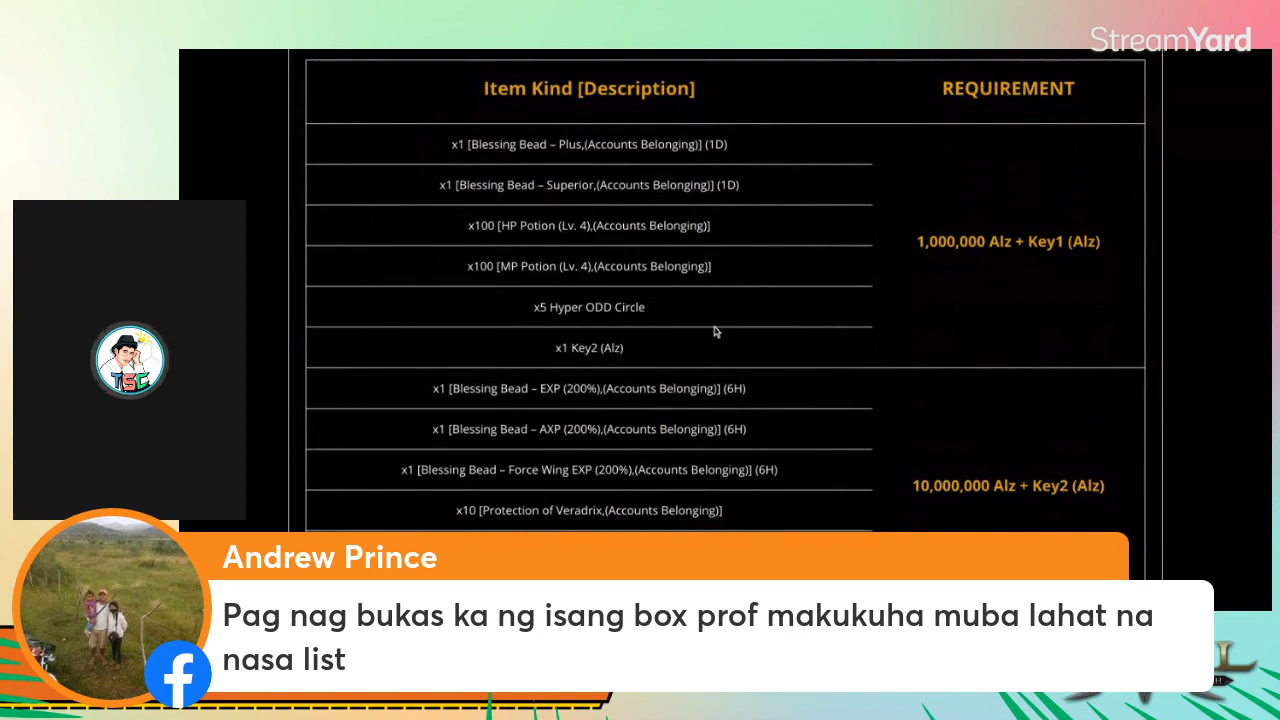 StreamYard
Item Kind [Description]
REQUIREMENT
x1 [Blessing Bead – Plus,(Accounts Belonging)] (1D)
x1 [Blessing Bead – Superior,(Accounts Belonging)] (1D)
x100 [HP Potion (Lv. 4),(Accounts Belonging)]
1,000,000 Alz + Key1 (Alz)
x100 [MP Potion (Lv. 4),(Accounts Belonging)]
x5 Hyper ODD Circle
x1 Key2 (Alz)
x1 [Blessing Bead – EXP (200%),(Accounts Belonging)] (6H)
x1 [Blessing Bead – AXP (200%),(Accounts Belonging)] (6H)
x1 [Blessing Bead – Force Wing EXP (200%),(Accounts Belonging)] (6H)
10,000,000 Alz + Key2 (Alz)
x10 [Protection of Veradrix,(Accounts Belonging)]
TSC
Andrew Prince
Pag nag bukas ka ng isang box prof makukuha muba lahat na
nasa list